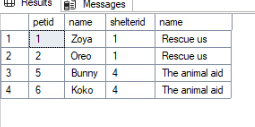 Results Messages
petid name shelterid name
1 1 Zoya 1 Rescue us
2 2 Oreo 1 Rescue us
3 5 Bunny 4 The animal aid
4 6 Koko 4 The animal aid